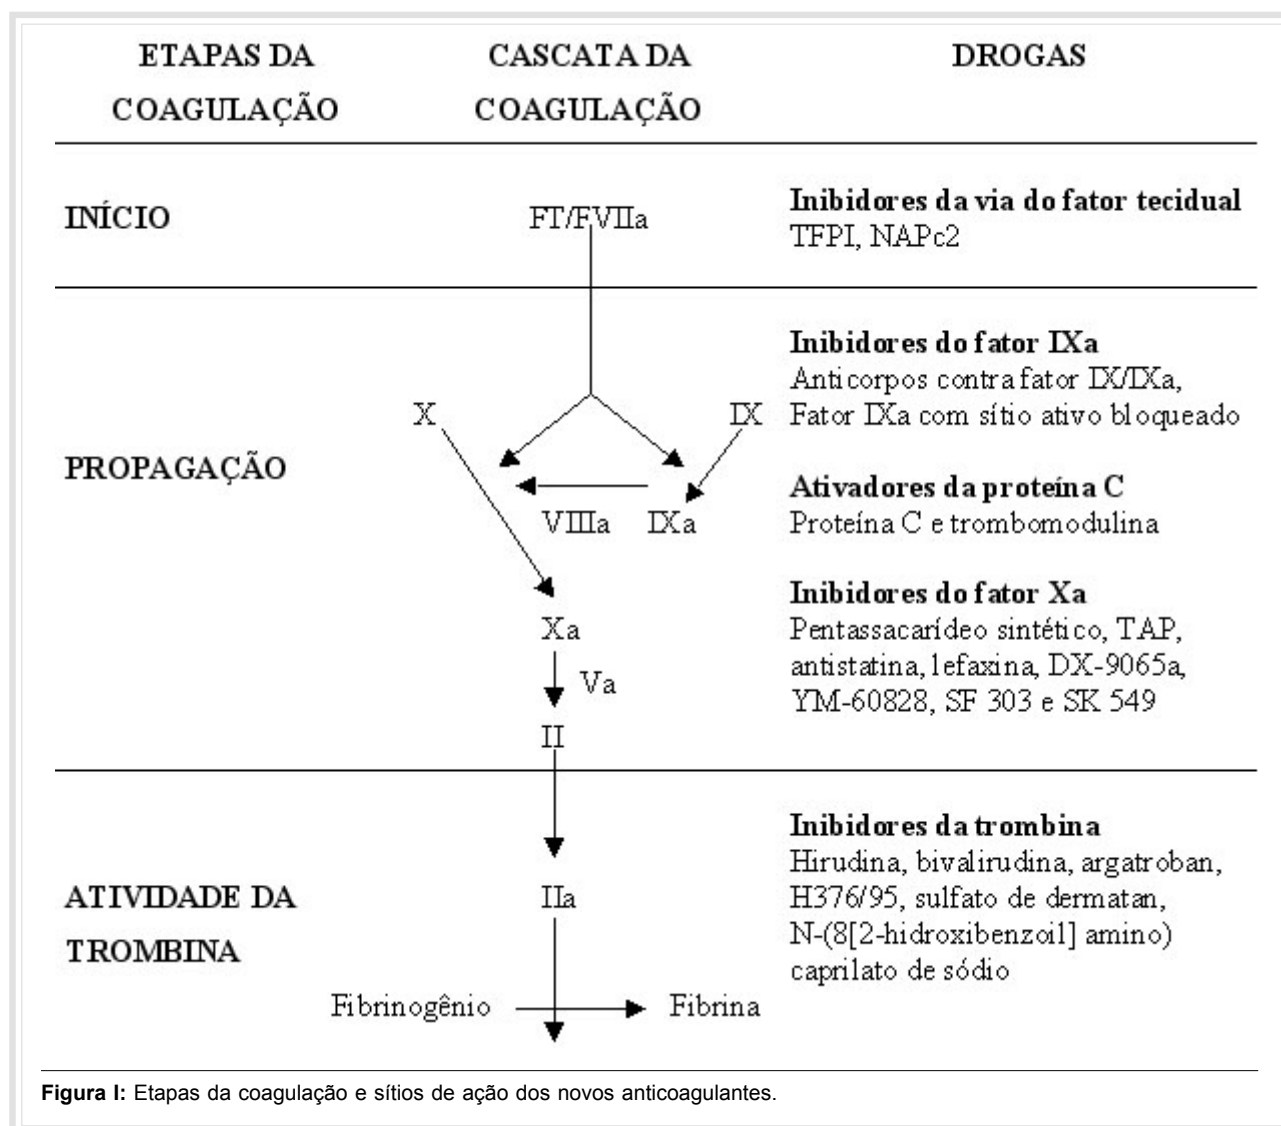 ETAPAS DA
COAGULAÇÃO
CASCATA DA
COAGULAÇÃO
DROGAS
INÍCIO
FT/FVIIa
Inibidores da via do fator tecidual
TFPI, NAPc2
PROPAGAÇÃO
X
IX
VIIIa
IXa
Xa
Va
II
Inibidores do fator IXa
Anticorpos contra fator IX/IXa,
Fator IXa com sítio ativo bloqueado
Ativadores da proteína C
Proteína C e trombomodulina
Inibidores do fator Xa
Pentassacarídeo sintético, TAP,
antistatina, lefaxina, DX-9065a,
YM-60828, SF 303 e SK 549
ATIVIDADE DA
TROMBINA
IIa
Fibrinogênio
Fibrina
Inibidores da trombina
Hirudina, bivalirudina, argatroban,
H376/95, sulfato de dermatan,
N-(8[2-hidroxibenzoil] amino)
caprilato de sódio
Figura I: Etapas da coagulação e sítios de ação dos novos anticoagulantes.